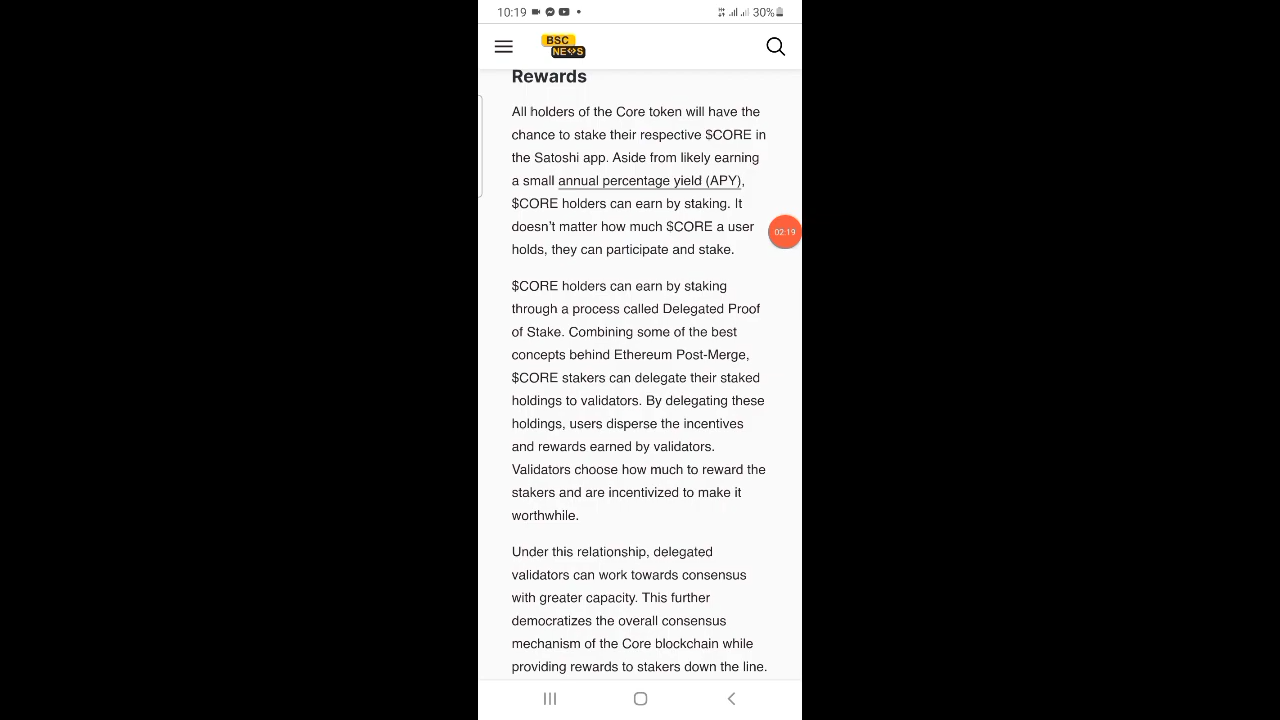 10:19
30%
BSC
NEWS
Rewards
All holders of the Core token will have the
chance to stake their respective $CORE in
the Satoshi app. Aside from likely earning
a small annual percentage yield (APY),
$CORE holders can earn by staking. It
doesn’t matter how much $CORE a user
holds, they can participate and stake.
02:19
$CORE holders can earn by staking
through a process called Delegated Proof
of Stake. Combining some of the best
concepts behind Ethereum Post-Merge,
$CORE stakers can delegate their staked
holdings to validators. By delegating these
holdings, users disperse the incentives
and rewards earned by validators.
Validators choose how much to reward the
stakers and are incentivized to make it
worthwhile.
Under this relationship, delegated
validators can work towards consensus
with greater capacity. This further
democratizes the overall consensus
mechanism of the Core blockchain while
providing rewards to stakers down the line.